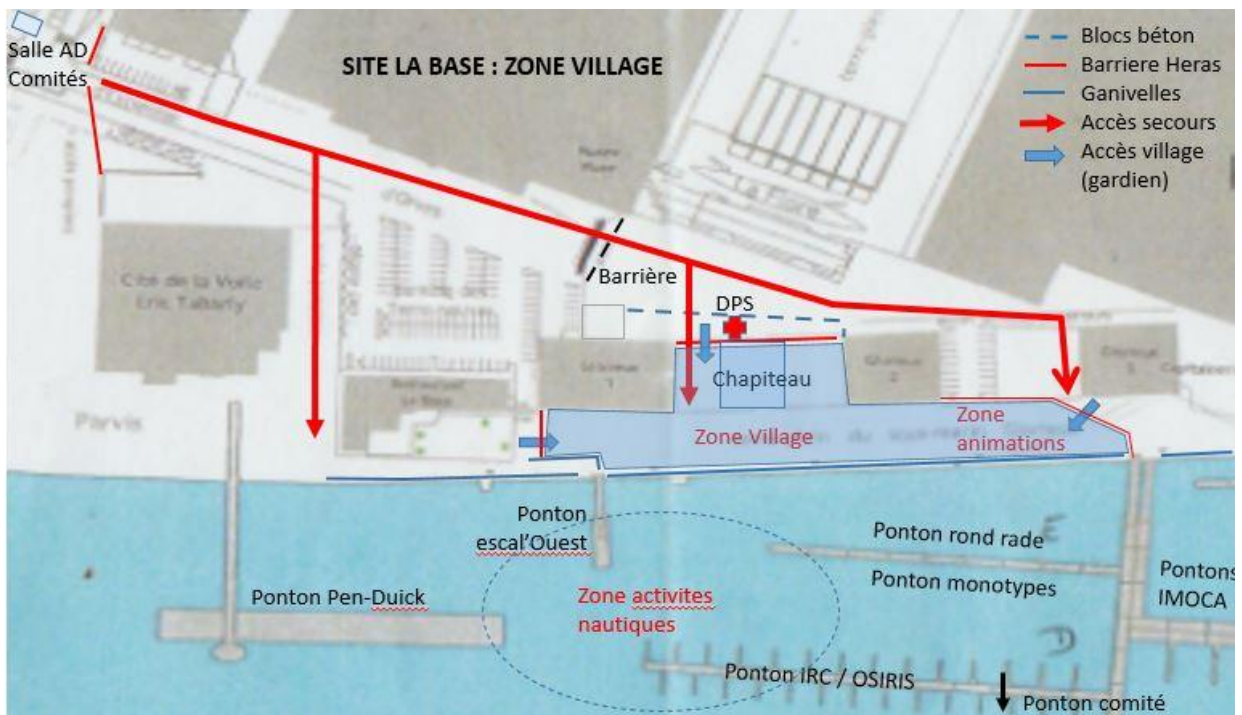 Salle AD
Comités
SITE LA BASE : ZONE VILLAGE
Blocs béton
Barriere Heras
Ganivelles
Accès secours
Accès village
(gardien)
La Flore
Barrière
DPS
Cité de la Voile
Eric Tabarly
Chapiteau
Parvis
Zone Village
Zone
animations
Ponton
escal'Ouest
Ponton rond rade
Ponton Pen-Duick
Zone activites
nautiques
Ponton monotypes
Pontons
IMOCA
Ponton IRC / OSIRIS
Ponton comité